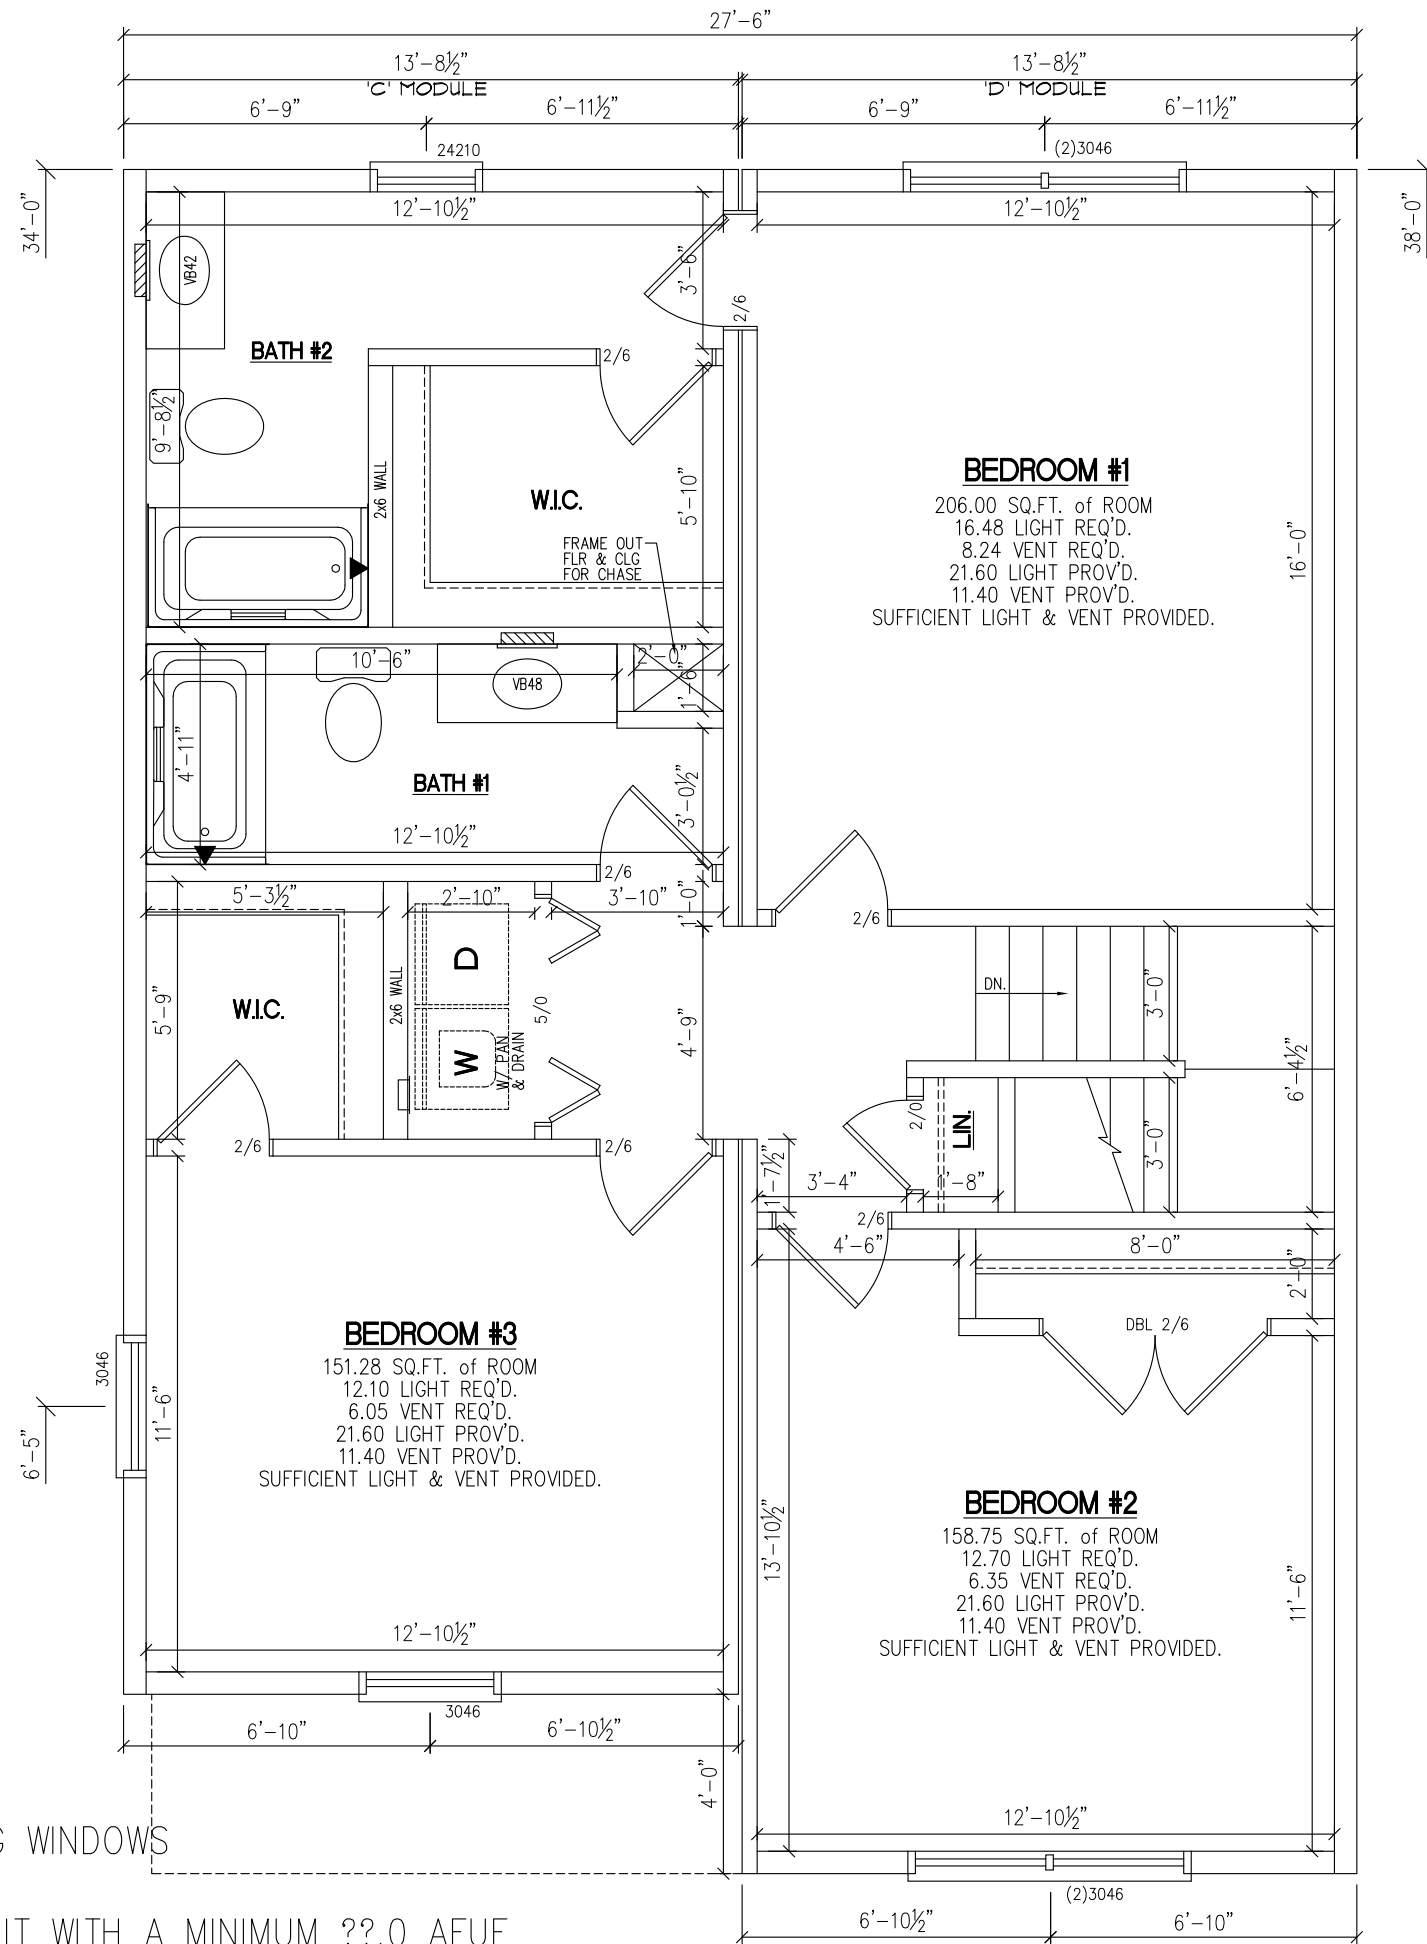 27'-6"
13'-8½" 13'-8½"
'C' MODULE 'D' MODULE
6'-9" 6'-11½" 6'-9" 6'-11½"
24210 (2)3046
34'-0" 38'-0"
12'-10½" 12'-10½"
VB42
3'-6"
2/6
BATH #2
2/6
9'-8½"
2x6 WALL
W.I.C.
5'-10"
FRAME OUT
FLR & CLG
FOR CHASE
BEDROOM #1
206.00 SQ.FT. of ROOM
16.48 LIGHT REQ'D.
8.24 VENT REQ'D.
21.60 LIGHT PROV'D.
11.40 VENT PROV'D.
SUFFICIENT LIGHT & VENT PROVIDED.
16'-0"
10'-6"
2'-0"
1'-6"
VB48
4'-11"
BATH #1
3'-0½"
12'-10½"
2/6
5'-3½" 2'-10" 3'-10"
1'-0"
2/6
D
2x6 WALL
W.I.C.
5'-9"
5/0
W
W/ PAN
& DRAIN
4'-9"
DN.
3'-0"
6'-4½"
2/0
LIN.
3'-0"
2/6 2/6
1'-7½"
3'-4" 1'-8"
2/6
4'-6" 8'-0"
2'-0"
DBL 2/6
BEDROOM #3
151.28 SQ.FT. of ROOM
12.10 LIGHT REQ'D.
6.05 VENT REQ'D.
21.60 LIGHT PROV'D.
11.40 VENT PROV'D.
SUFFICIENT LIGHT & VENT PROVIDED.
3046
11'-6"
6'-5"
BEDROOM #2
158.75 SQ.FT. of ROOM
12.70 LIGHT REQ'D.
6.35 VENT REQ'D.
21.60 LIGHT PROV'D.
11.40 VENT PROV'D.
SUFFICIENT LIGHT & VENT PROVIDED.
13'-10½"
11'-6"
12'-10½"
3046
6'-10" 6'-10½"
4'-0"
12'-10½"
WINDOWS
(2)3046
6'-10½" 6'-10"
WITH A MINIMUM ??.0 AFUE